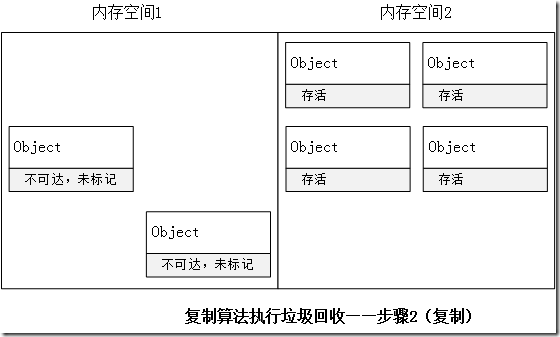 内存空间1 内存空间2
Object Object
存活 存活
Object Object Object
不可达，未标记 存活 存活
Object
不可达，未标记
复制算法执行垃圾回收——步骤2（复制）